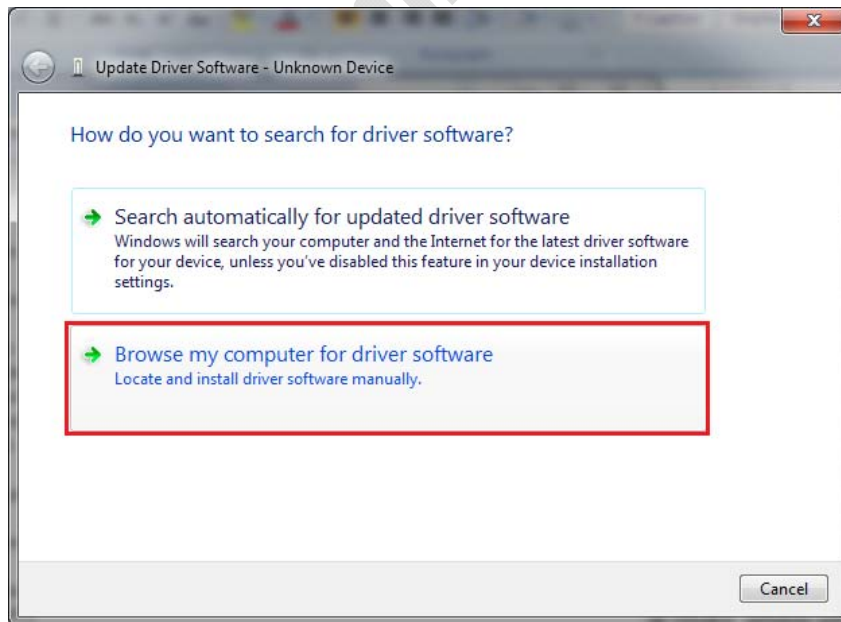 Update Driver Software - Unknown Device
How do you want to search for driver software?
Search automatically for updated driver software
Windows will search your computer and the Internet for the latest driver software
for your device, unless you've disabled this feature in your device installation
settings.
Browse my computer for driver software
Locate and install driver software manually.
Cancel